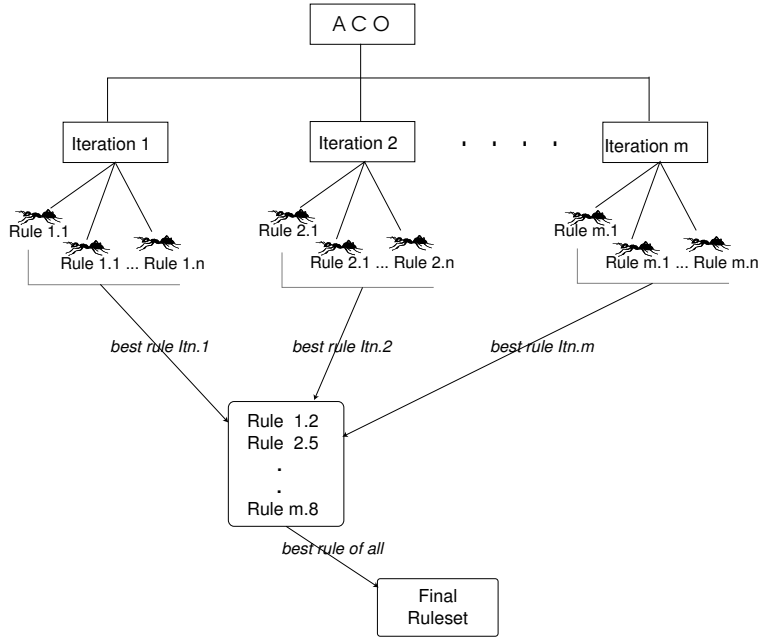 A C O
Iteration 1
Iteration 2
. . . .
Iteration m
Rule 1.1
Rule 1.1 ... Rule 1.n
Rule 2.1
Rule 2.1 ... Rule 2.n
Rule m.1
Rule m.1 ... Rule m.n
best rule Itn.1
best rule Itn.2
best rule Itn.m
Rule 1.2
Rule 2.5
.
.
Rule m.8
best rule of all
Final
Ruleset